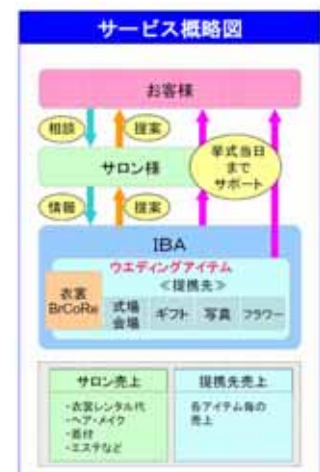 サービス概略図
お客様
相談
提案
挙式当日
まで
サポート
サロン様
情報
提案
IBA
ウエディングアイテム
≪提携先≫
衣裳
BrCoRe
式場
会場
ギフト
写真
フラワー
サロン売上
・衣裳レンタル代
・ヘア・メイク
・着付
・エステなど
提携先売上
各アイテム毎の
売上